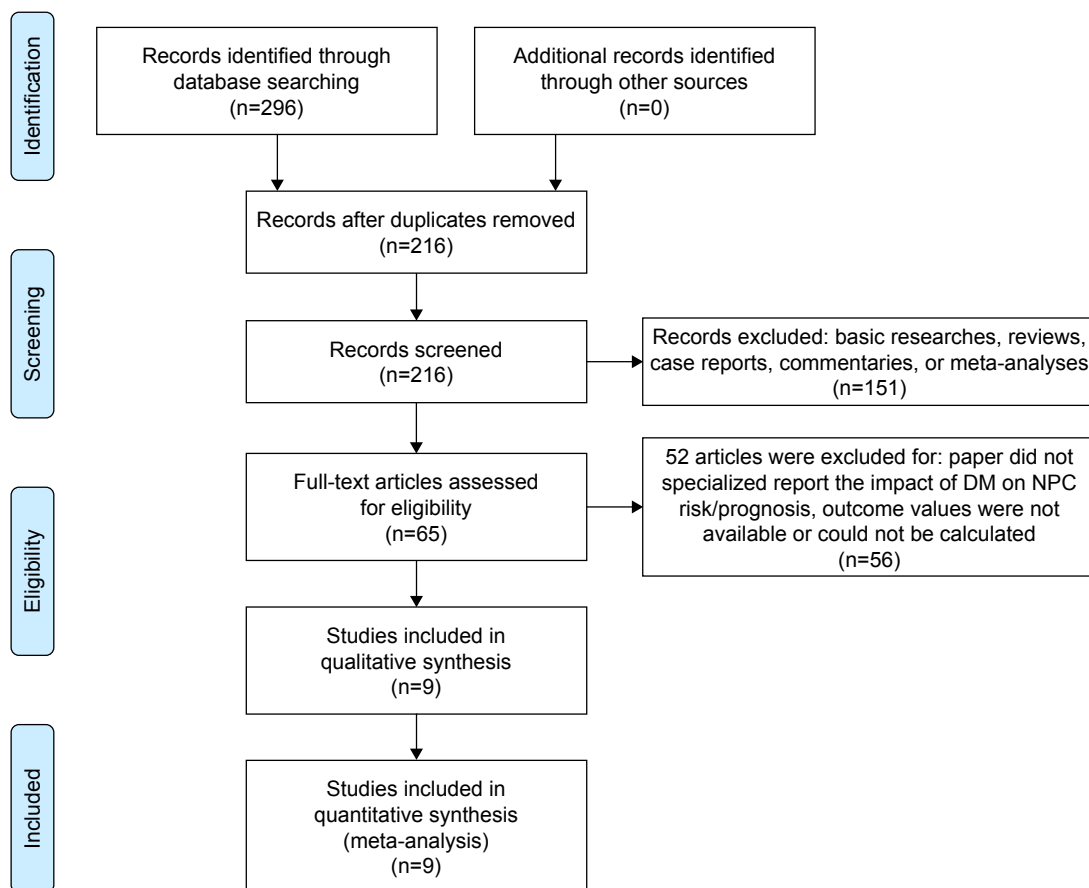 Identification
Records identified through
database searching
(n=296)
Additional records identified
through other sources
(n=0)
Records after duplicates removed
(n=216)
Screening
Records screened
(n=216)
Records excluded: basic researches, reviews,
case reports, commentaries, or meta-analyses
(n=151)
Eligibility
Full-text articles assessed
for eligibility
(n=65)
52 articles were excluded for: paper did not
specialized report the impact of DM on NPC
risk/prognosis, outcome values were not
available or could not be calculated
(n=56)
Studies included in
qualitative synthesis
(n=9)
Included
Studies included in
quantitative synthesis
(meta-analysis)
(n=9)